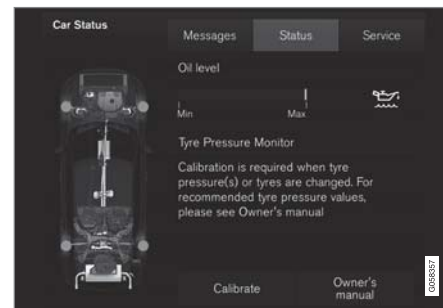 Car Status
Messages
Status
Service
Oil level
Min
Max
Tyre Pressure Monitor
Calibration is required when tyre
pressure(s) or tyres are changed. For
recommended tyre pressure values,
please see Owner's manual
Calibrate
Owner's
manual
G058357